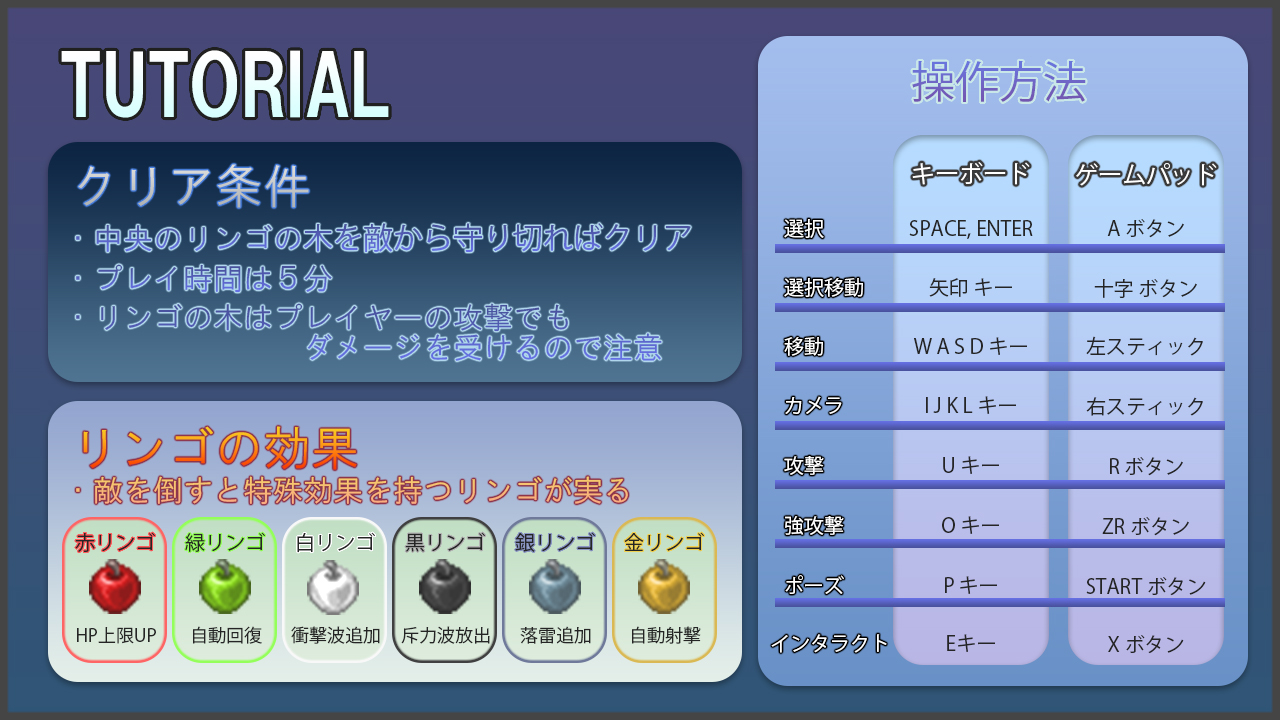 TUTORIAL
クリア条件
・中央のリンゴの木を敵から守り切ればクリア
・プレイ時間は５分
・リンゴの木はプレイヤーの攻撃でも
ダメージを受けるので注意
リンゴの効果
・敵を倒すと特殊効果を持つリンゴが実る
赤リンゴ 緑リンゴ 白リンゴ 黒リンゴ 銀リンゴ 金リンゴ
HP上限UP 自動回復 衝撃波追加 斥力波放出 落雷追加 自動射撃
操作方法
キーボード ゲームパッド
選択 SPACE, ENTER A ボタン
選択移動 矢印 キー 十字 ボタン
移動 W A S D キー 左スティック
カメラ I J K L キー 右スティック
攻撃 U キー R ボタン
強攻撃 O キー ZR ボタン
ポーズ P キー START ボタン
インタラクト Eキー X ボタン